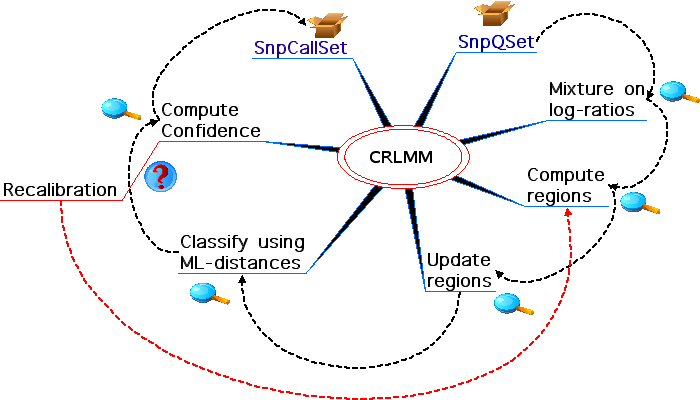 SnpCallSet
SnpQSet
Mixture on
log-ratios
Compute
Confidence
CRLMM
Compute
regions
?
Recalibration
Classify using
ML-distances
Update
regions